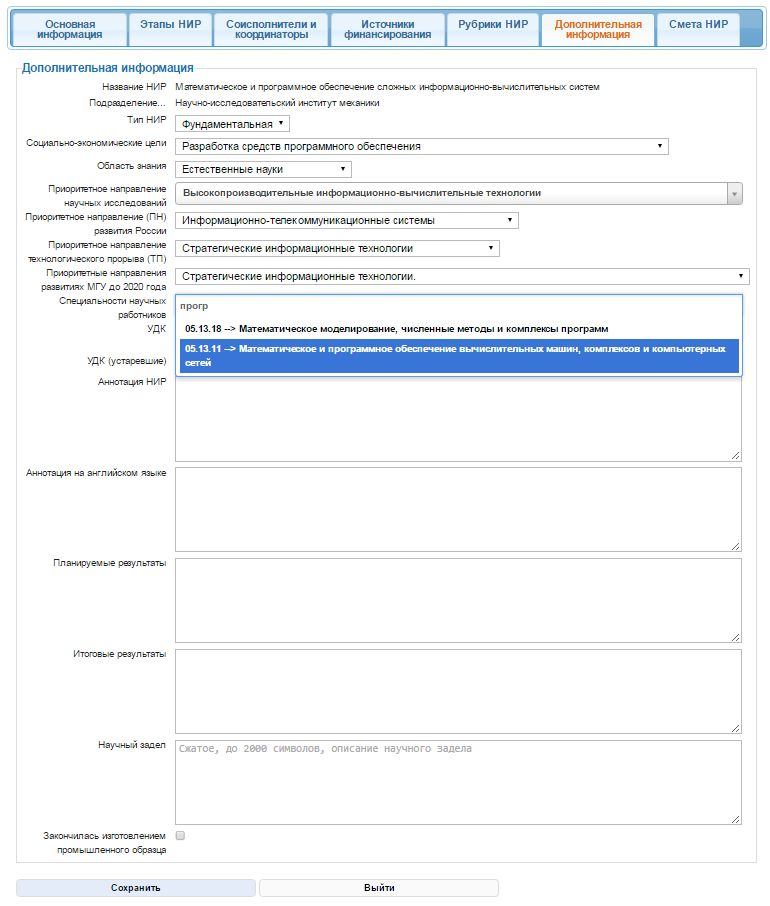 Основная
информация
Этапы НИР
Соисполнители и
координаторы
Источники
финансирования
Рубрики НИР
Дополнительная
информация
Смета НИР
Дополнительная информация
Название НИР Математическое и программное обеспечение сложных информационно-вычислительных систем
Подразделение... Научно-исследовательский институт механики
Тип НИР Фундаментальная
Социально-экономические цели Разработка средств программного обеспечения
Область знания Естественные науки
Приоритетное направление
научных исследований
Высокопроизводительные информационно-вычислительные технологии
Приоритетное направление (ПН)
развития России
Информационно-телекоммуникационные системы
Приоритетное направление
технологического прорыва (ТП)
Стратегические информационные технологии
Приоритетные направления
развитиях МГУ до 2020 года
Стратегические информационные технологии.
Специальности научных
работников
прогр
05.13.18 --> Математическое моделирование, численные методы и комплексы программ
05.13.11 --> Математическое и программное обеспечение вычислительных машин, комплексов и компьютерных
сетей
УДК
УДК (устаревшие)
Аннотация НИР
Аннотация на английском языке
Планируемые результаты
Итоговые результаты
Научный задел Сжатое, до 2000 символов, описание научного задела
Закончилась изготовлением
промышленного образца
Сохранить
Выйти